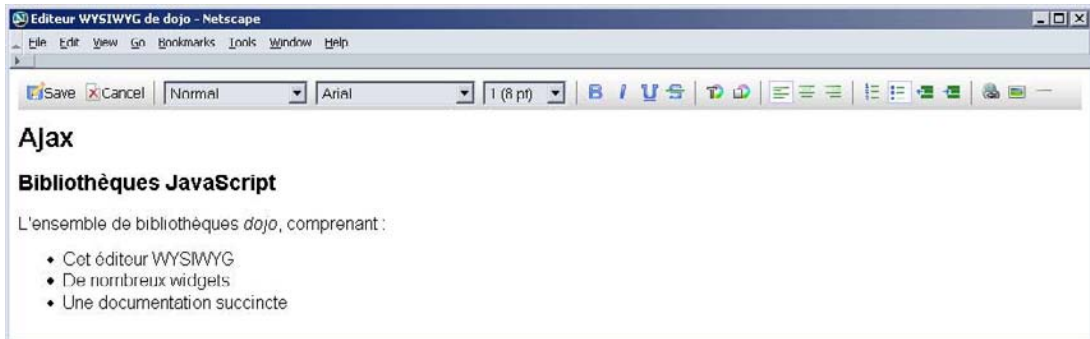 Editeur WYSIWYG de dojo - Netscape
File Edit View Go Bookmarks Tools Window Help
Save Cancel Normal Arial 1 (8 pt) B I U S
Ajax
Bibliothèques JavaScript
L'ensemble de bibliothèques dojo, comprenant :
• Cet éditeur WYSIWYG
• De nombreux widgets
• Une documentation succincte